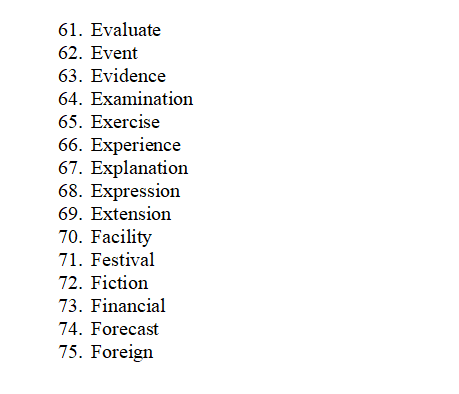 61. Evaluate
62. Event
63. Evidence
64. Examination
65. Exercise
66. Experience
67. Explanation
68. Expression
69. Extension
70. Facility
71. Festival
72. Fiction
73. Financial
74. Forecast
75. Foreign